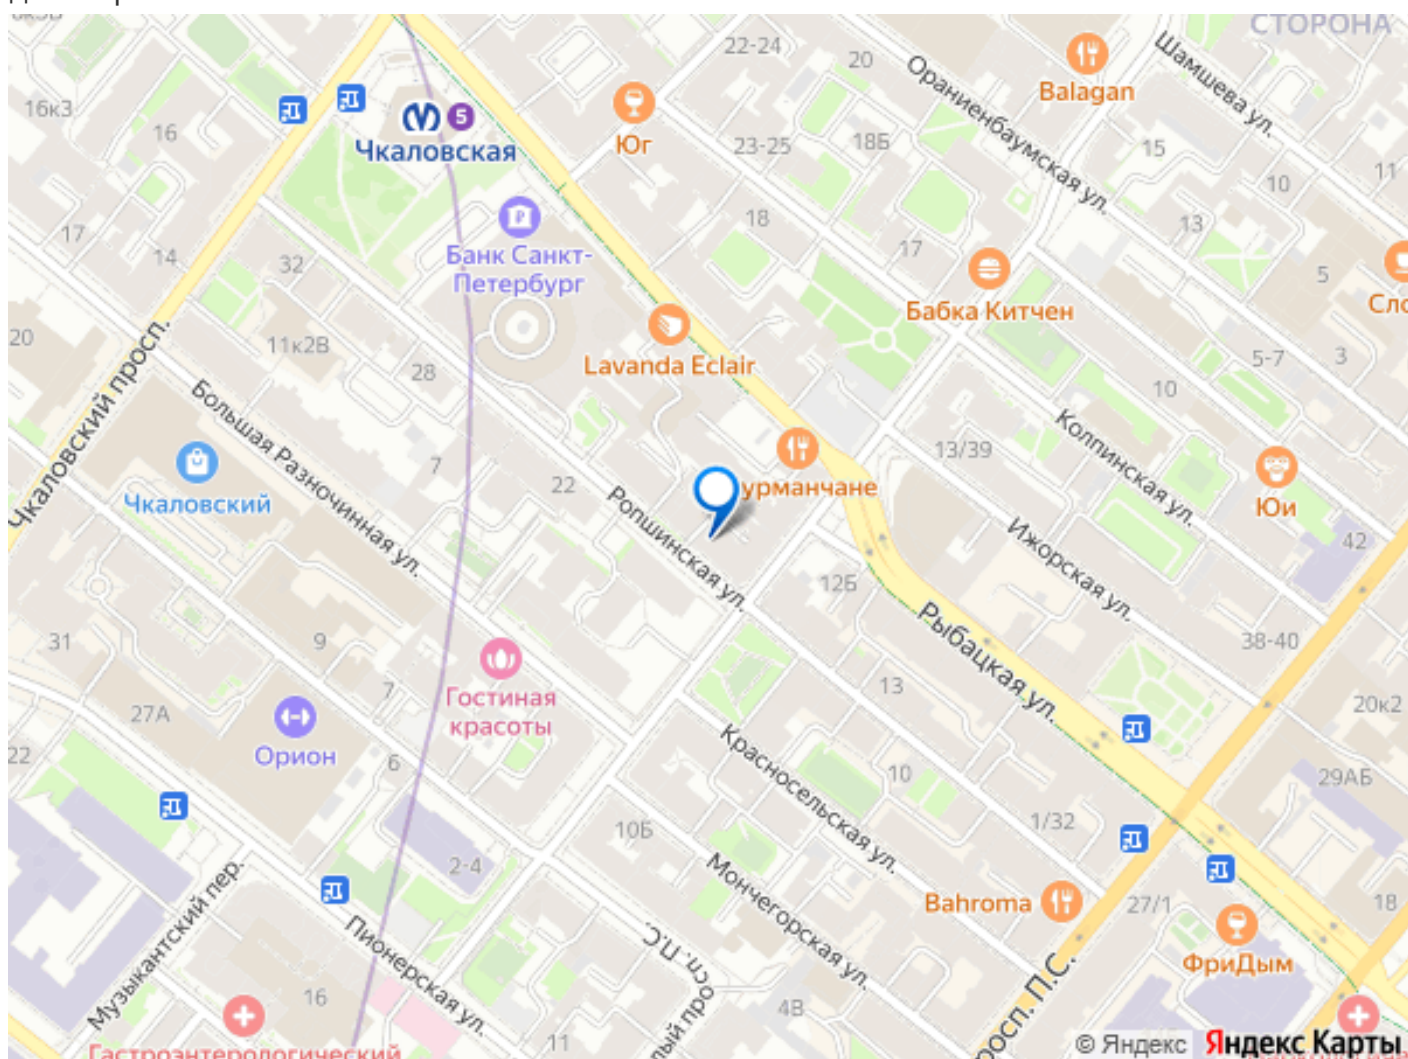 СТОРОНА
22-24
20
Balagan
Шамшева ул.
16к3
16
5
Чкаловская
Юг
23-25
18Б
Ораниенбаумская ул.
15
10
11
13
17
14
32
Банк Санкт-
Петербург
18
17
Бабка Китчен
5
20
11к2В
28
Lavanda Eclair
5-7
3
10
Чкаловский просп.
Большая Разночинная ул.
Чкаловский
7
22
13/39
Колпинская ул.
Юи
42
Ропшинская ул.
Ижорская ул.
12Б
38-40
31
9
Рыбацкая ул.
13
7
Гостиная
красоты
27А
Орион
22
6
20к2
Красносельская ул.
10
29АБ
1/32
10Б
2-4
Мончегорская ул.
Bahroma
27/1
18
ФриДым
Музыкантский пер.
Пионерская ул.
16
4В
11
Гастроэнтерологический
© Яндекс Яндекс Карты